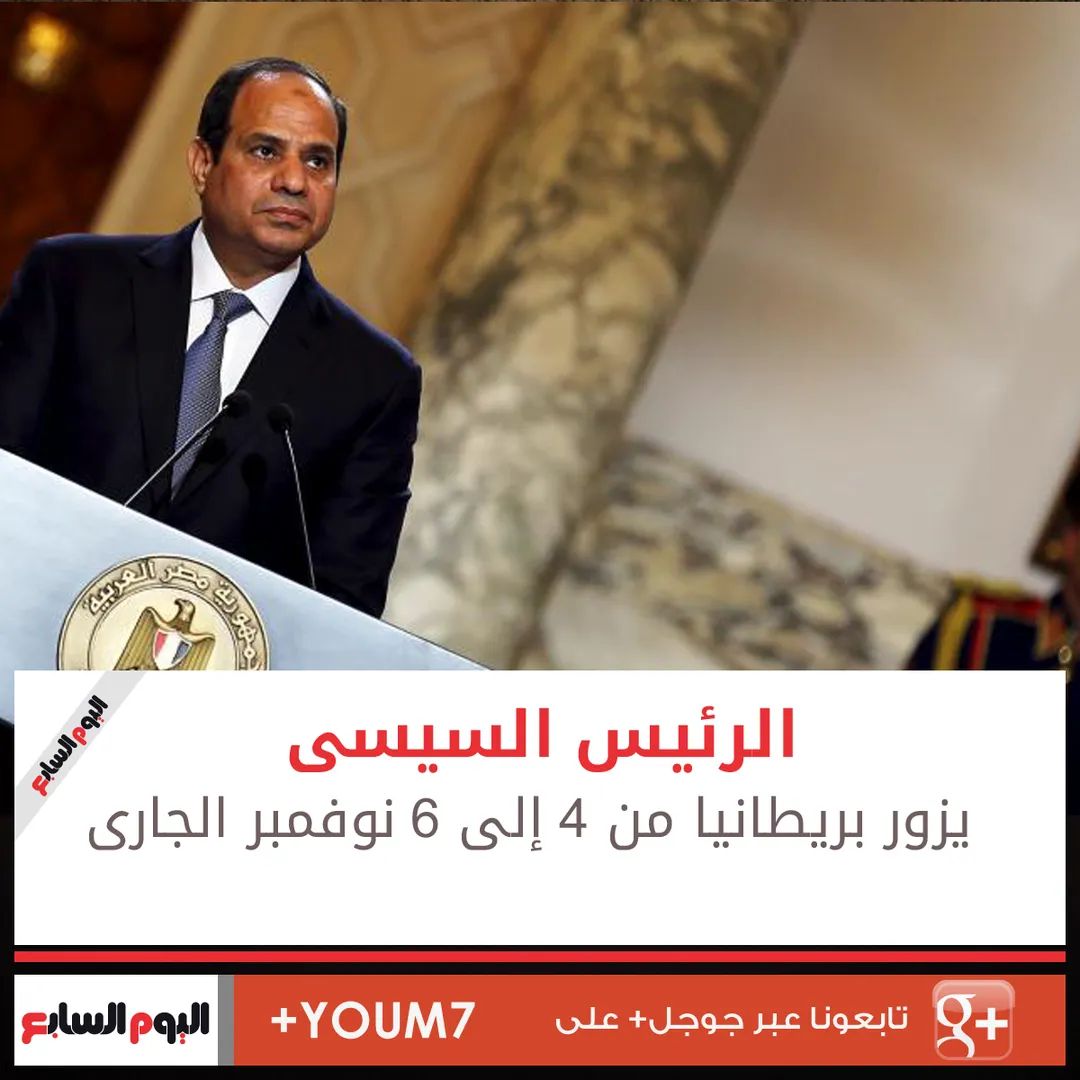 جمهورية مصر العربية
اليوم السابع
الرئيس السيسى
يزور بريطانيا من 4 إلى 6 نوفمبر الجارى
g+
تابعونا عبر جوجل+ على
+YOUM7
اليوم السابع